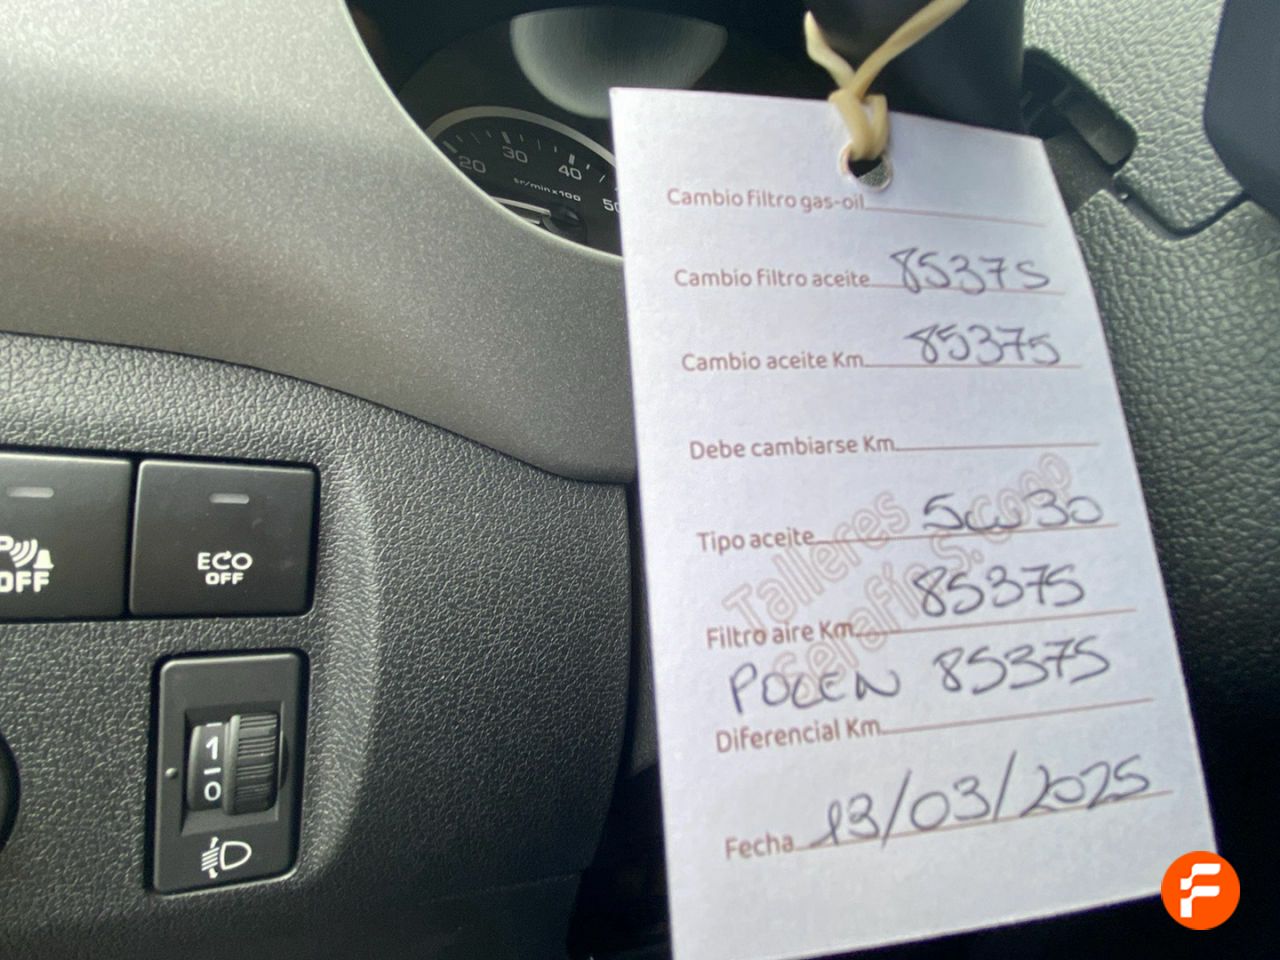 20 30 40 50
tr/min x 100
Cambio filtro gas-oil
Cambio filtro aceite 85375
Cambio aceite Km. 85375
Debe cambiarse Km.
Tipo aceite 5w30
Talleres
Serafins.coop
Filtro aire Km. 85375
POLEN 85375
Diferencial Km.
Fecha 13/03/2025
P OFF
ECO OFF
1
0
F